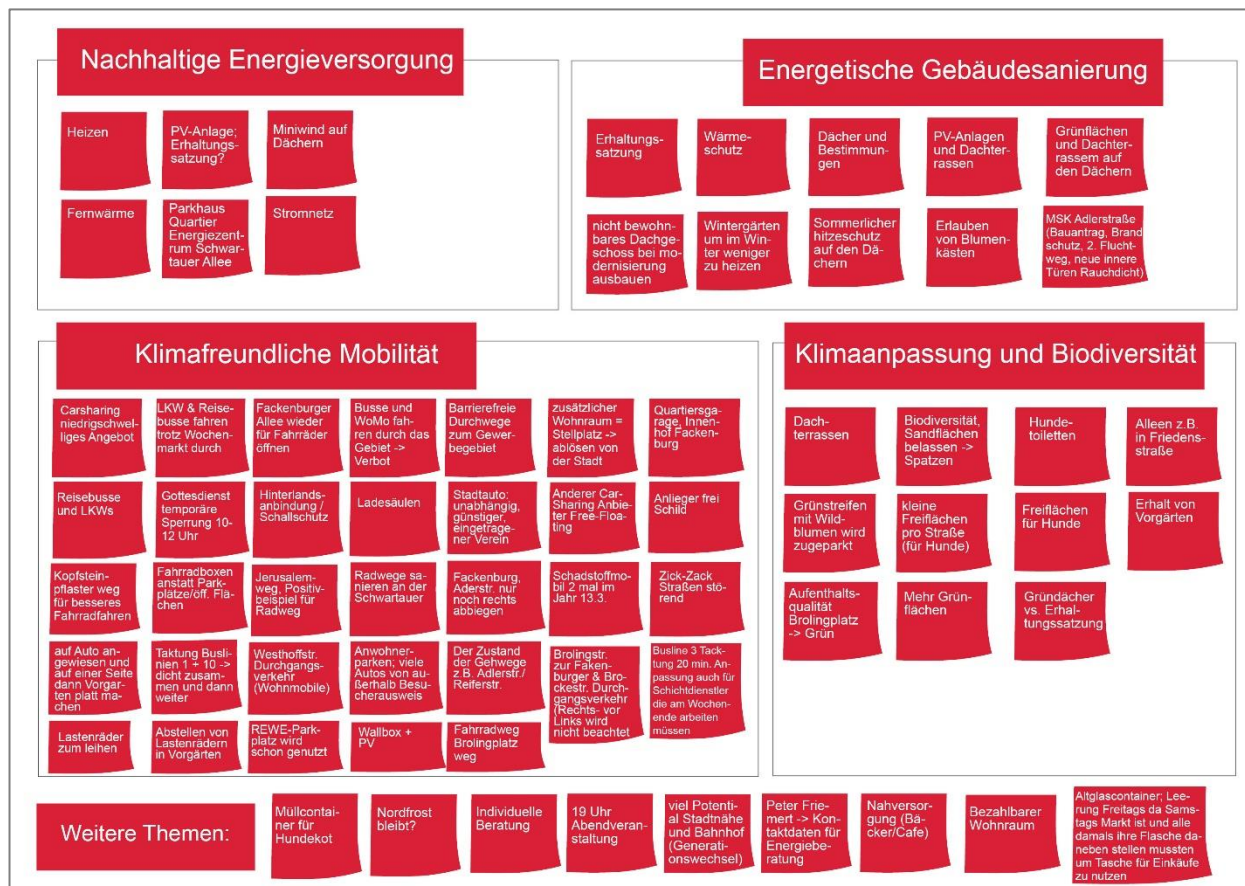 Nachhaltige Energieversorgung
Heizen
PV-Anlage;
Erhaltungs-
satzung?
Miniwind auf
Dächern
Fernwärme
Parkhaus
Quartier
Energiezent-
rum Schwar-
tauer Allee
Stromnetz
Energetische Gebäudesanierung
Erhaltungs-
satzung
Wärme-
schutz
Dächer und
Bestimmun-
gen
PV-Anlagen
und Dachter-
rassen
Grünflächen
und Dachter-
rassem auf
den Dächern
nicht bewohn-
bares Dachge-
schoss bei mo-
dernisierung
ausbauen
Wintergärten
um im Win-
ter weniger
zu heizen
Sommerlicher
hitzeschutz
auf den Dä-
chern
Erlauben
von Blumen-
kästen
MSK Adlerstraße
(Bauantrag, Brand
schutz, 2. Flucht-
weg, neue innere
Türen Rauchdicht)
Klimafreundliche Mobilität
Carsharing
niedrigschwel-
liges Angebot
LKW & Reise-
busse fahren
trotz Wochen-
markt durch
Fackenburger
Allee wieder
für Fahrräder
öffnen
Busse und
WoMo fah-
ren durch das
Gebiet -> Verbot
Barrierefreie
Durchwege
zum Gewer-
begebiet
zusätzlicher
Wohnraum =
Stellplatz ->
ablösen von
der Stadt
Quartiersga-
rage, Innen-
hof Facken-
burg
Reisebusse
und LKWs
Gottesdienst
temporäre
Sperrung 10-
12 Uhr
Hinterlands-
anbindung /
Schallschutz
Ladesäulen
Stadtauto:
unabhängig,
günstiger,
eingetrage-
ner Verein
Anderer Car-
Sharing Anbie-
ter Free-Floa-
ting
Anlieger frei
Schild
Kopfstein-
pflaster weg
für besseres
Fahrradfahren
Fahrradboxen
anstatt Park-
plätze/öff. Flä-
chen
Jerusalem-
weg, Positiv-
beispiel für
Radweg
Radwege sa-
nieren an der
Schwartauer
Fackenburg,
Aderstr. nur
noch rechts
abbiegen
Schadstoffmo-
bil 2 mal im
Jahr 13.3.
Zick-Zack
Straßen stö-
rend
auf Auto an-
gewiesen und
auf einer Seite
dann Vorgar-
ten platt ma-
chen
Taktung Busli-
nien 1 + 10 ->
dicht zusam-
men und dann
weiter
Westhoffstr.
Durchgangs-
verkehr
(Wohnmobile)
Anwohner-
parken; viele
Autos von au-
ßerhalb Besu-
cherausweis
Der Zustand
der Gehwege
z.B. Adlerstr./
Reiferstr.
Brolingstr.
zur Faken-
burger & Bro-
ckestr. Durch-
gangsverkehr
(Rechts- vor
Links wird
nicht beachtet
Busline 3 Tack-
tung 20 min. An-
passung auch für
Schichtdienstler
die am Wochen-
ende arbeiten
müssen
Lastenräder
zum leihen
Abstellen von
Lastenrädern
in Vorgärten
REWE-Park-
platz wird
schon genutzt
Wallbox +
PV
Fahrradweg
Brolingplatz
weg
Klimaanpassung und Biodiversität
Dach-
terrassen
Biodiversität,
Sandflächen
belassen ->
Spatzen
Hunde-
toiletten
Alleen z.B.
in Friedens-
straße
Grünstreifen
mit Wild-
blumen wird
zugeparkt
kleine
Freiflächen
pro Straße
(für Hunde)
Freiflächen
für Hunde
Erhalt von
Vorgärten
Aufenthalts-
qualität
Brolingplatz
-> Grün
Mehr Grün-
flächen
Gründächer
vs. Erhal-
tungssatzung
Weitere Themen:
Müllcontai-
ner für
Hundekot
Nordfrost
bleibt?
Individuelle
Beratung
19 Uhr
Abendveran-
staltung
viel Potenti-
al Stadtnähe
und Bahnhof
(Generati-
onswechsel)
Peter Frie-
mert -> Kon-
taktdaten für
Energiebe-
ratung
Nahversor-
gung (Bä-
cker/Cafe)
Bezahlbarer
Wohnraum
Altglascontainer; Lee-
rung Freitags da Sams-
tags Markt ist und alle
damals ihre Flasche da-
neben stellen mussten
um Tasche für Einkäufe
zu nutzen